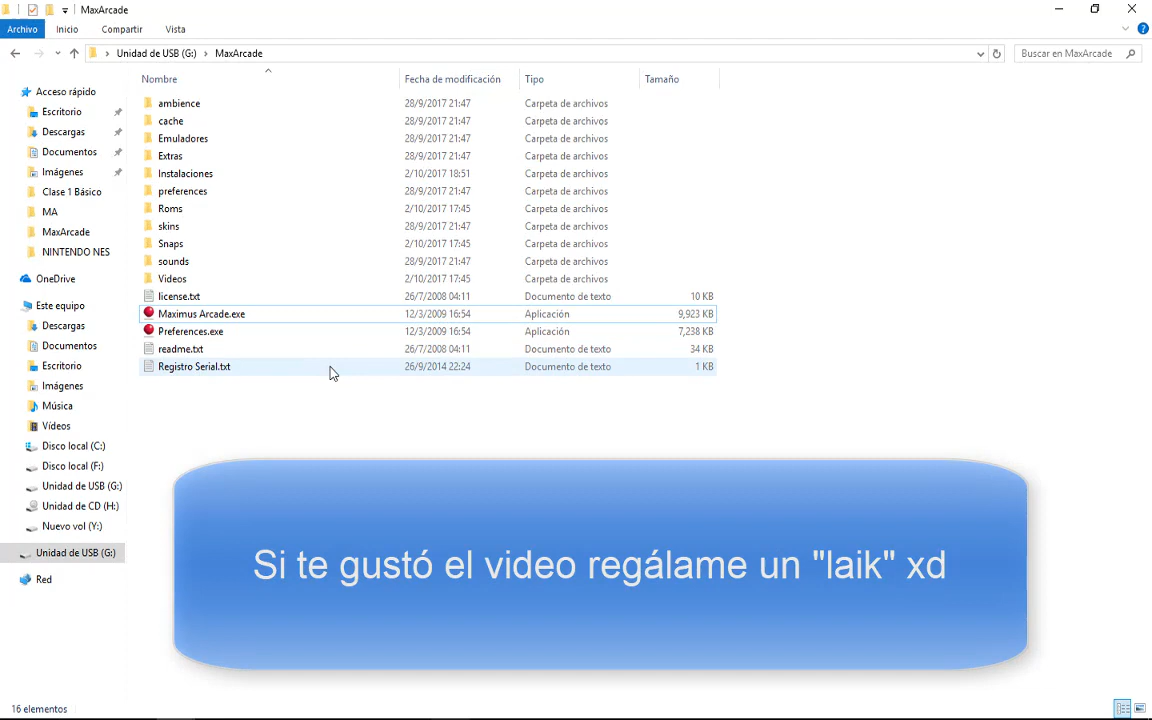 MaxArcade
Archivo Inicio Compartir Vista
Unidad de USB (G:) MaxArcade Buscar en MaxArcade
Nombre Fecha de modificación Tipo Tamaño
Acceso rápido
Escritorio
Descargas
Documentos
Imágenes
Clase 1 Básico
MA
MaxArcade
NINTENDO NES
OneDrive
Este equipo
Descargas
Documentos
Escritorio
Imágenes
Música
Vídeos
Disco local (C:)
Disco local (F:)
Unidad de USB (G:)
Unidad de CD (H:)
Nuevo vol (Y:)
Unidad de USB (G:)
Red
ambience 28/9/2017 21:47 Carpeta de archivos
cache 28/9/2017 21:47 Carpeta de archivos
Emuladores 28/9/2017 21:47 Carpeta de archivos
Extras 28/9/2017 21:47 Carpeta de archivos
Instalaciones 2/10/2017 18:51 Carpeta de archivos
preferences 28/9/2017 21:47 Carpeta de archivos
Roms 2/10/2017 17:45 Carpeta de archivos
skins 28/9/2017 21:47 Carpeta de archivos
Snaps 2/10/2017 17:45 Carpeta de archivos
sounds 28/9/2017 21:47 Carpeta de archivos
Videos 2/10/2017 17:45 Carpeta de archivos
license.txt 26/7/2008 04:11 Documento de texto 10 KB
Maximus Arcade.exe 12/3/2009 16:54 Aplicación 9,923 KB
Preferences.exe 12/3/2009 16:54 Aplicación 7,238 KB
readme.txt 26/7/2008 04:11 Documento de texto 34 KB
Registro Serial.txt 26/9/2014 22:24 Documento de texto 1 KB
Si te gustó el video regálame un "laik" xd
16 elementos